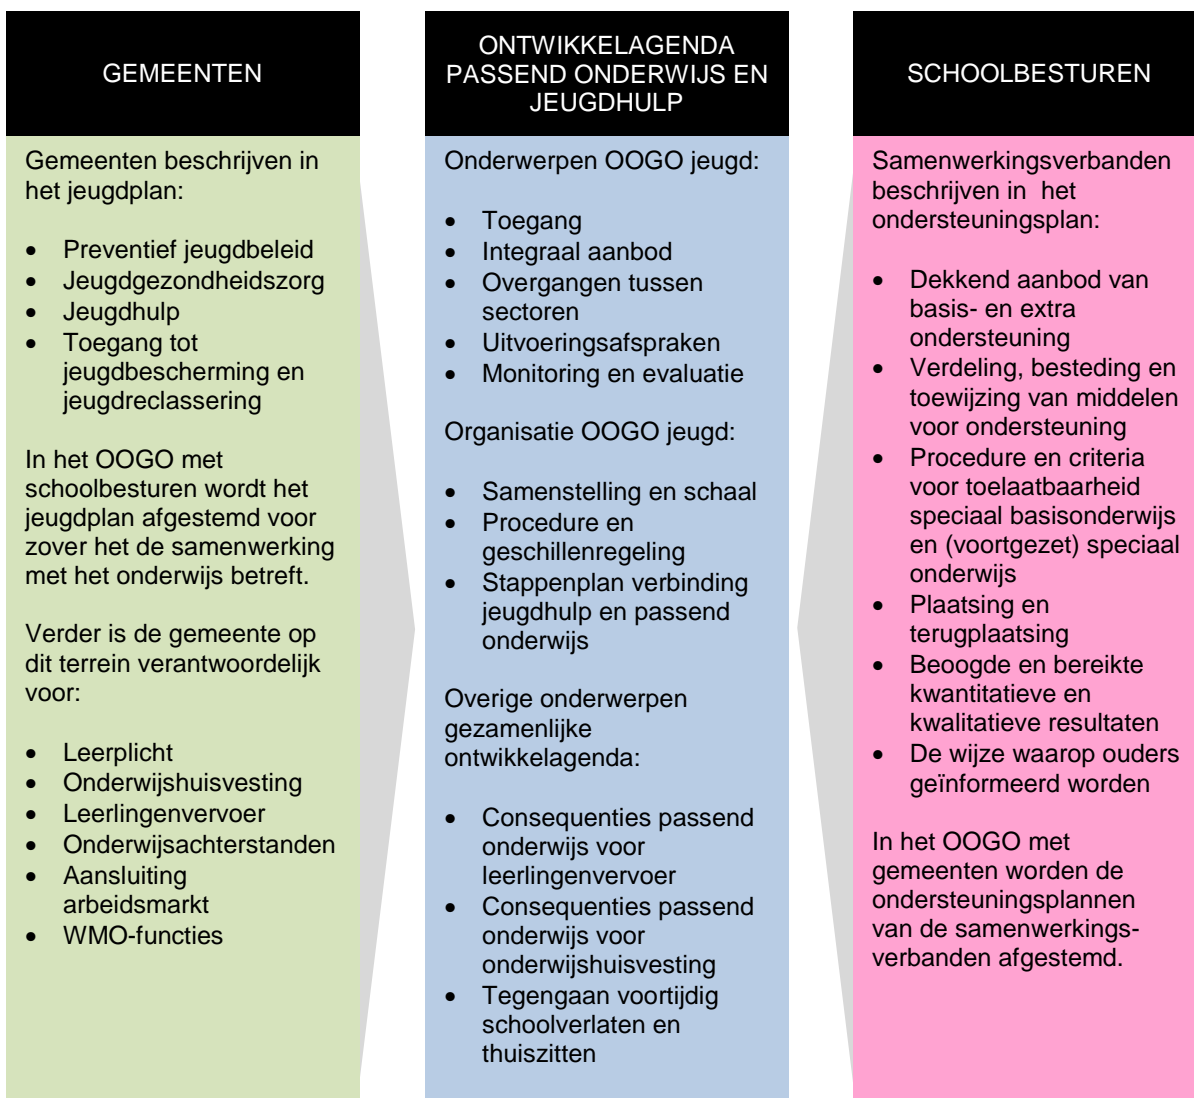 GEMEENTEN
Gemeenten beschrijven in
het jeugdplan:
• Preventief jeugdbeleid
• Jeugdgezondheidszorg
• Jeugdhulp
• Toegang tot
jeugdbescherming en
jeugdreclassering
In het OOGO met
schoolbesturen wordt het
jeugdplan afgestemd voor
zover het de samenwerking
met het onderwijs betreft.
Verder is de gemeente op
dit terrein verantwoordelijk
voor:
• Leerplicht
• Onderwijshuisvesting
• Leerlingenvervoer
• Onderwijsachterstanden
• Aansluiting
arbeidsmarkt
• WMO-functies
ONTWIKKELAGENDA
PASSEND ONDERWIJS EN
JEUGDHULP
Onderwerpen OOGO jeugd:
• Toegang
• Integraal aanbod
• Overgangen tussen
sectoren
• Uitvoeringsafspraken
• Monitoring en evaluatie
Organisatie OOGO jeugd:
• Samenstelling en schaal
• Procedure en
geschillenregeling
• Stappenplan verbinding
jeugdhulp en passend
onderwijs
Overige onderwerpen
gezamenlijke
ontwikkelagenda:
• Consequenties passend
onderwijs voor
leerlingenvervoer
• Consequenties passend
onderwijs voor
onderwijshuisvesting
• Tegengaan voortijdig
schoolverlaten en
thuiszitten
SCHOOLBESTUREN
Samenwerkingsverbanden
beschrijven in het
ondersteuningsplan:
• Dekkend aanbod van
basis- en extra
ondersteuning
• Verdeling, besteding en
toewijzing van middelen
voor ondersteuning
• Procedure en criteria
voor toelaatbaarheid
speciaal basisonderwijs
en (voortgezet) speciaal
onderwijs
• Plaatsing en
terugplaatsing
• Beoogde en bereikte
kwantitatieve en
kwalitatieve resultaten
• De wijze waarop ouders
geïnformeerd worden
In het OOGO met
gemeenten worden de
ondersteuningsplannen
van de samenwerkings-
verbanden afgestemd.